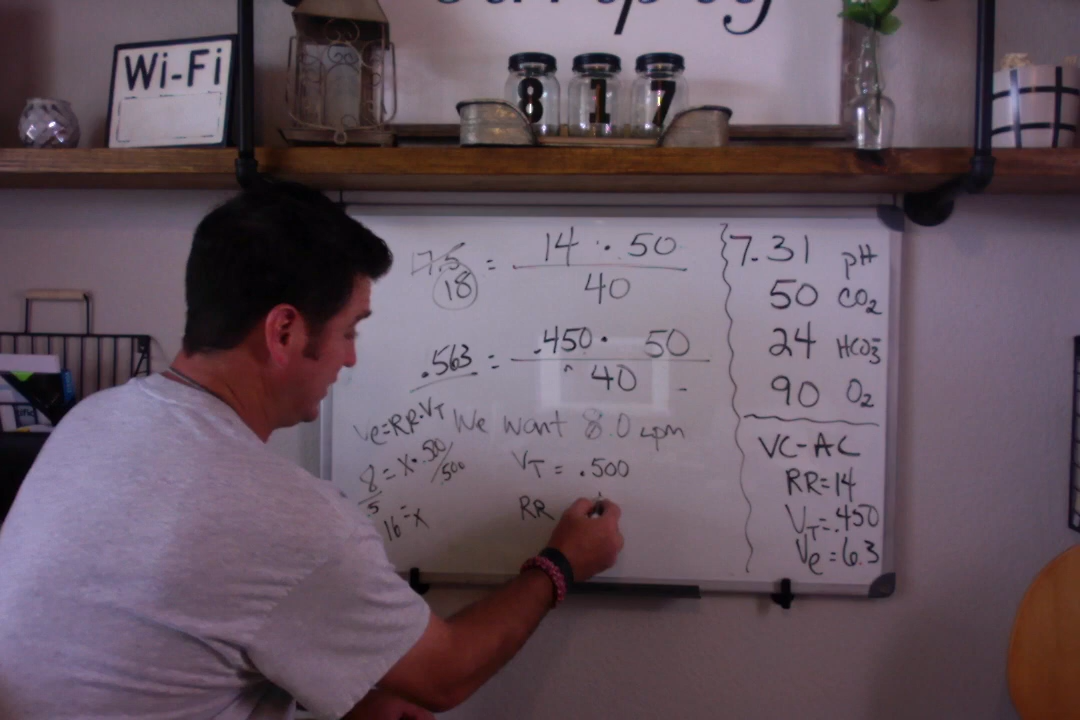 Wi-Fi
8 1 7
17.5
18 = 14 · 50
40
.563 = .450 · 50
40
Ve=RR·VT We want 8.0 Lpm
8 = X · .500/.500
.5
16 = X
VT = .500
RR
7.31 pH
50 CO2
24 HCO3-
90 O2
VC-AC
RR=14
VT=.450
Ve=6.3